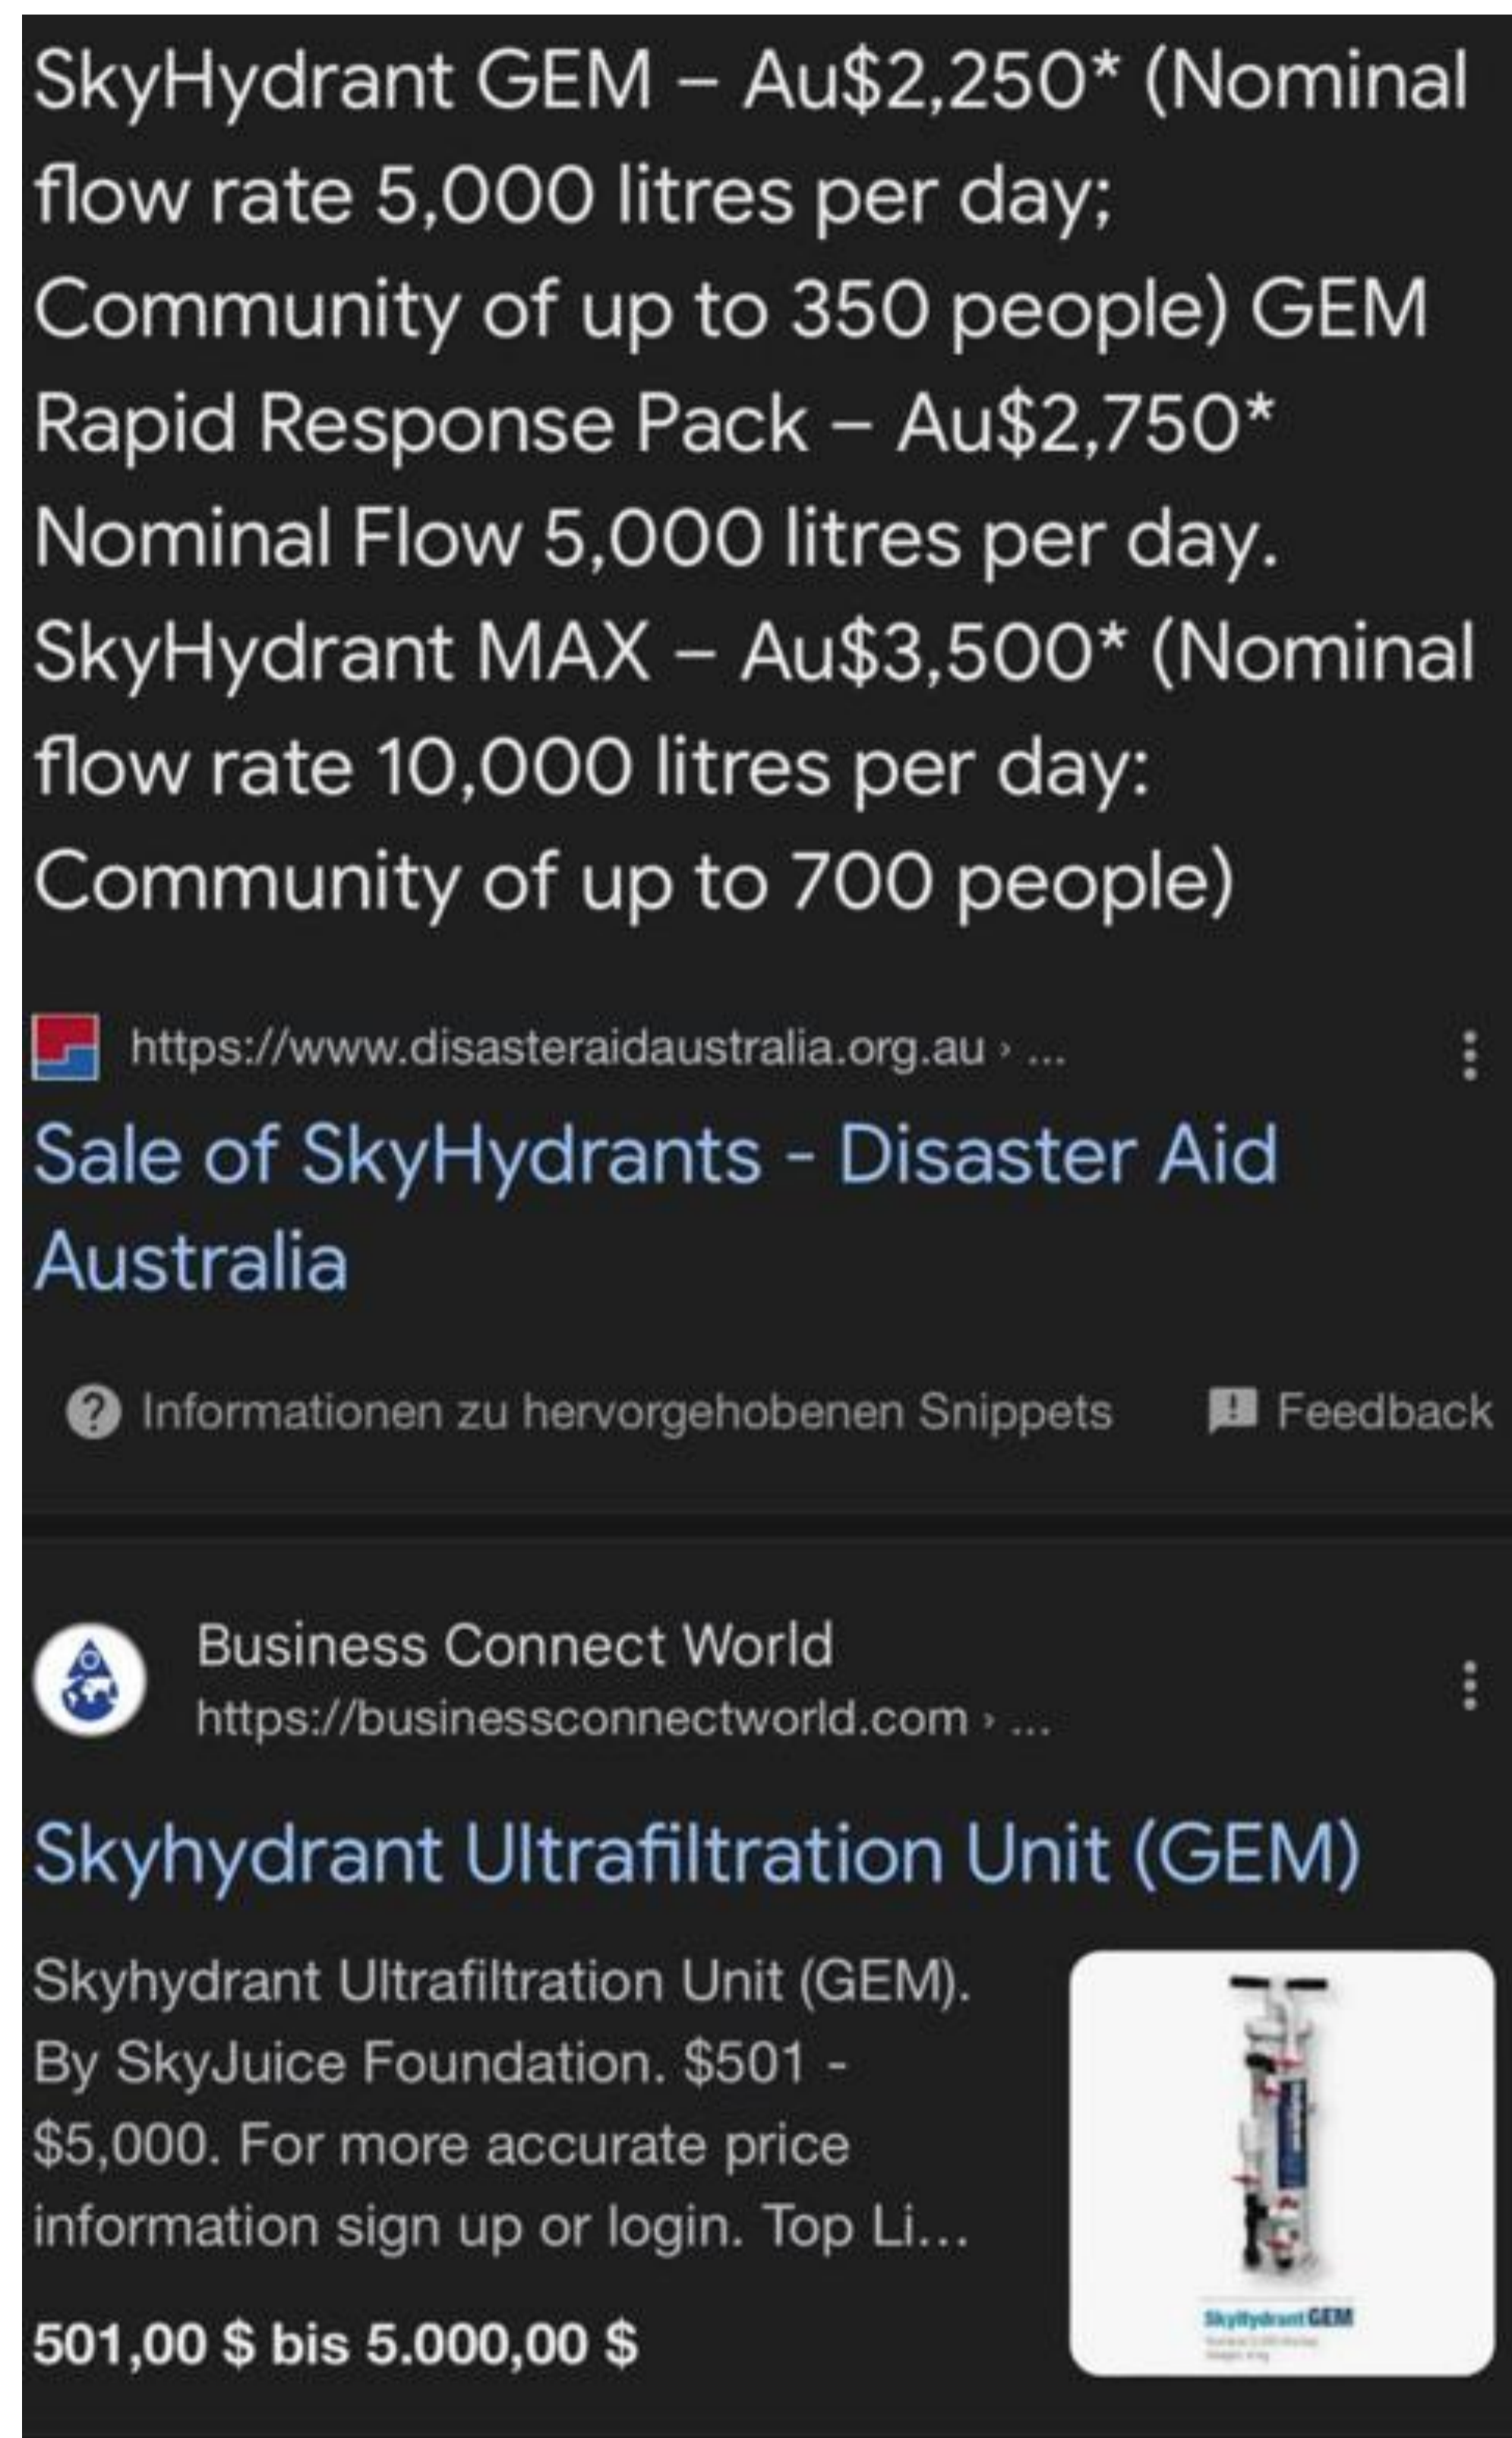 SkyHydrant GEM – Au$2,250* (Nominal
flow rate 5,000 litres per day;
Community of up to 350 people) GEM
Rapid Response Pack – Au$2,750*
Nominal Flow 5,000 litres per day.
SkyHydrant MAX – Au$3,500* (Nominal
flow rate 10,000 litres per day:
Community of up to 700 people)
https://www.disasteraidaustralia.org.au › ...
Sale of SkyHydrants - Disaster Aid
Australia
Informationen zu hervorgehobenen Snippets
Feedback
Business Connect World
https://businessconnectworld.com › ...
Skyhydrant Ultrafiltration Unit (GEM)
Skyhydrant Ultrafiltration Unit (GEM).
By SkyJuice Foundation. $501 -
$5,000. For more accurate price
information sign up or login. Top Li...
501,00 $ bis 5.000,00 $
SkyHydrant GEM